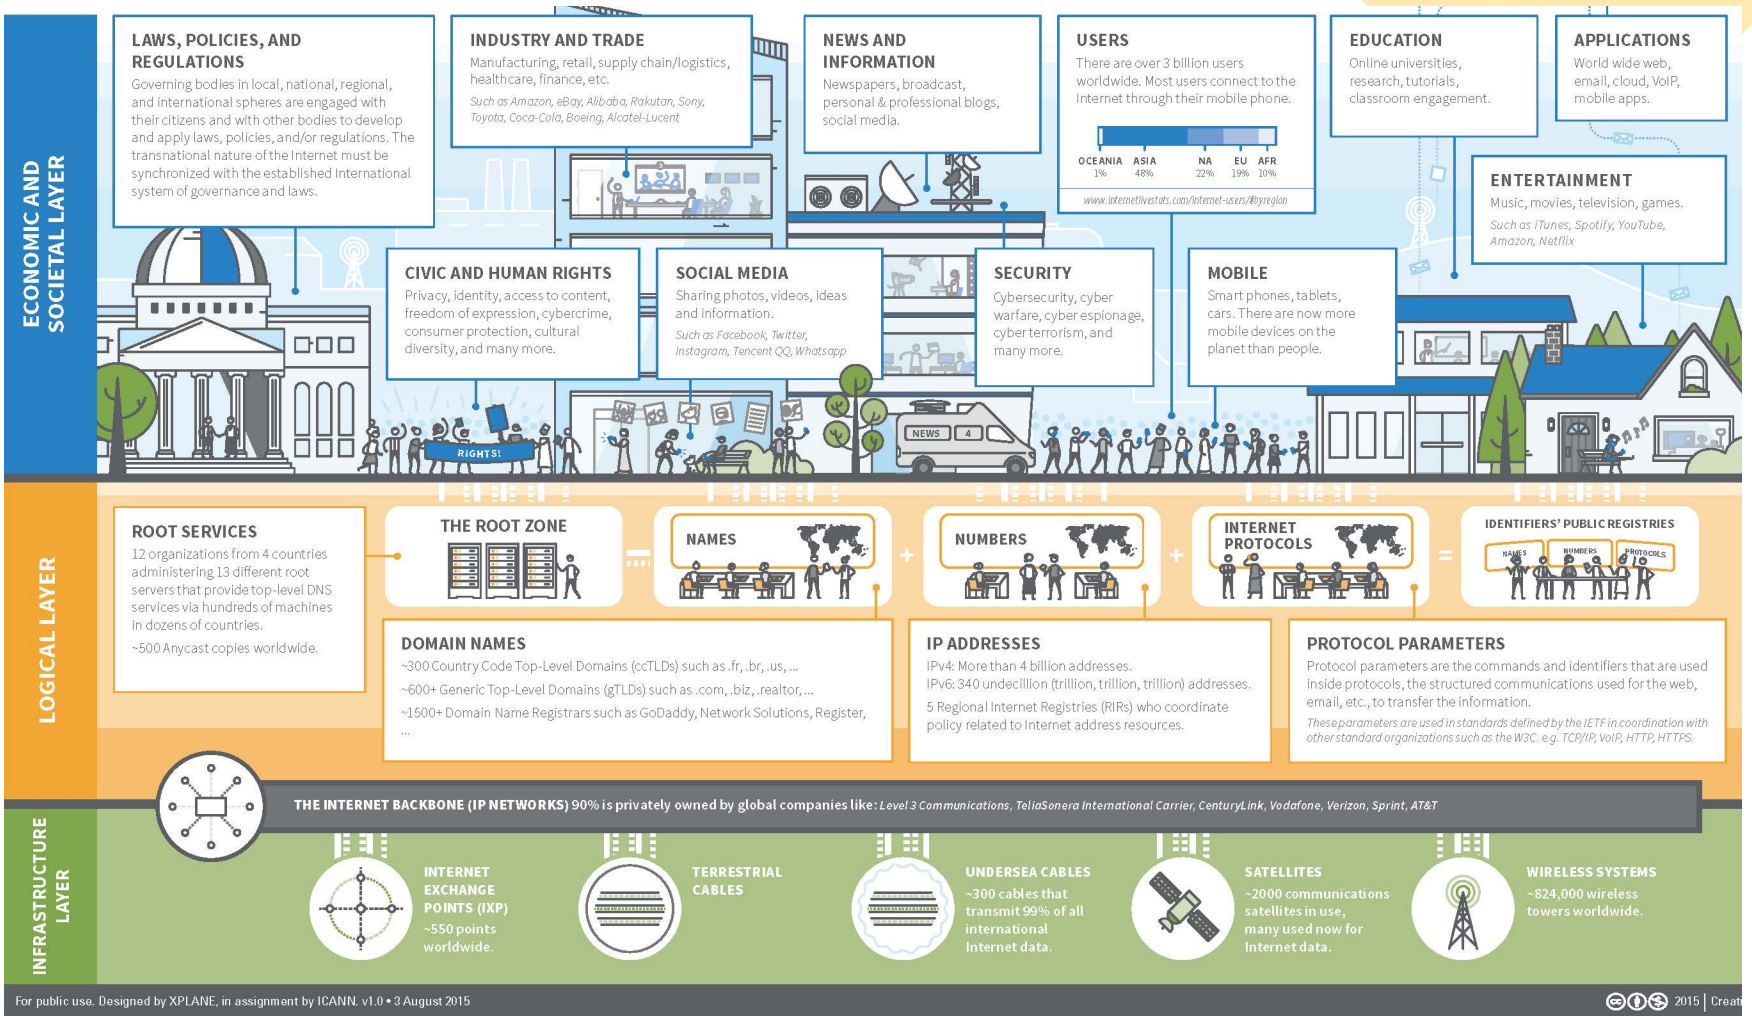 ECONOMIC AND
SOCIETAL LAYER
LAWS, POLICIES, AND
REGULATIONS
Governing bodies in local, national, regional,
and international spheres are engaged with
their citizens and with other bodies to develop
and apply laws, policies, and/or regulations. The
transnational nature of the Internet must be
synchronized with the established International
system of governance and laws.
INDUSTRY AND TRADE
Manufacturing, retail, supply chain/logistics,
healthcare, finance, etc.
Such as Amazon, eBay, Alibaba, Rakutan, Sony,
Toyota, Coca-Cola, Boeing, Alcatel-Lucent
NEWS AND
INFORMATION
Newspapers, broadcast,
personal & professional blogs,
social media.
USERS
There are over 3 billion users
worldwide. Most users connect to the
Internet through their mobile phone.
OCEANIA ASIA NA EU AFR
1% 48% 22% 19% 10%
www.internetlivestats.com/internet-users/#byregion
EDUCATION
Online universities,
research, tutorials,
classroom engagement.
APPLICATIONS
World wide web,
email, cloud, VoIP,
mobile apps.
ENTERTAINMENT
Music, movies, television, games.
Such as iTunes, Spotify, YouTube,
Amazon, Netflix
CIVIC AND HUMAN RIGHTS
Privacy, identity, access to content,
freedom of expression, cybercrime,
consumer protection, cultural
diversity, and many more.
SOCIAL MEDIA
Sharing photos, videos, ideas
and information.
Such as Facebook, Twitter,
Instagram, Tencent QQ, Whatsapp
SECURITY
Cybersecurity, cyber
warfare, cyber espionage,
cyber terrorism, and
many more.
MOBILE
Smart phones, tablets,
cars. There are now more
mobile devices on the
planet than people.
RIGHTS!
NEWS 4
LOGICAL LAYER
ROOT SERVICES
12 organizations from 4 countries
administering 13 different root
servers that provide top-level DNS
services via hundreds of machines
in dozens of countries.
~500 Anycast copies worldwide.
THE ROOT ZONE
NAMES
+
NUMBERS
+
INTERNET
PROTOCOLS
=
IDENTIFIERS' PUBLIC REGISTRIES
NAMES NUMBERS PROTOCOLS
DOMAIN NAMES
~300 Country Code Top-Level Domains (ccTLDs) such as .fr, .br, .us, ...
~600+ Generic Top-Level Domains (gTLDs) such as .com, .biz, .realtor, ...
~1500+ Domain Name Registrars such as GoDaddy, Network Solutions, Register,
...
IP ADDRESSES
IPv4: More than 4 billion addresses.
IPv6: 340 undecillion (trillion, trillion, trillion) addresses.
5 Regional Internet Registries (RIRs) who coordinate
policy related to Internet address resources.
PROTOCOL PARAMETERS
Protocol parameters are the commands and identifiers that are used
inside protocols, the structured communications used for the web,
email, etc., to transfer the information.
These parameters are used in standards defined by the IETF in coordination with
other standard organizations such as the W3C. e.g. TCP/IP, VoIP, HTTP, HTTPS.
THE INTERNET BACKBONE (IP NETWORKS) 90% is privately owned by global companies like: Level 3 Communications, TeliaSonera International Carrier, CenturyLink, Vodafone, Verizon, Sprint, AT&T
INFRASTRUCTURE
LAYER
INTERNET
EXCHANGE
POINTS (IXP)
~550 points
worldwide.
TERRESTRIAL
CABLES
UNDERSEA CABLES
~300 cables that
transmit 99% of all
international
Internet data.
SATELLITES
~2000 communications
satellites in use,
many used now for
Internet data.
WIRELESS SYSTEMS
~824,000 wireless
towers worldwide.
For public use. Designed by XPLANE, in assignment by ICANN. v1.0 • 3 August 2015
2015 | Creati